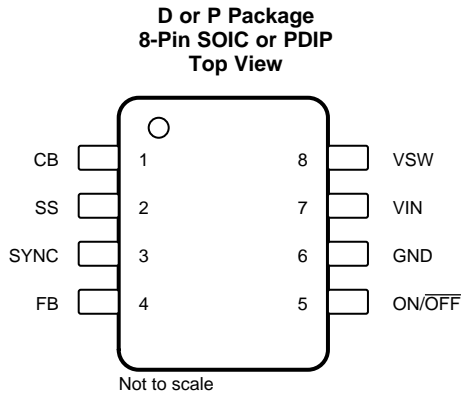 D or P Package
8-Pin SOIC or PDIP
Top View
CB 1 8 VSW
SS 2 7 VIN
SYNC 3 6 GND
FB 4 5 ON/OFF
Not to scale